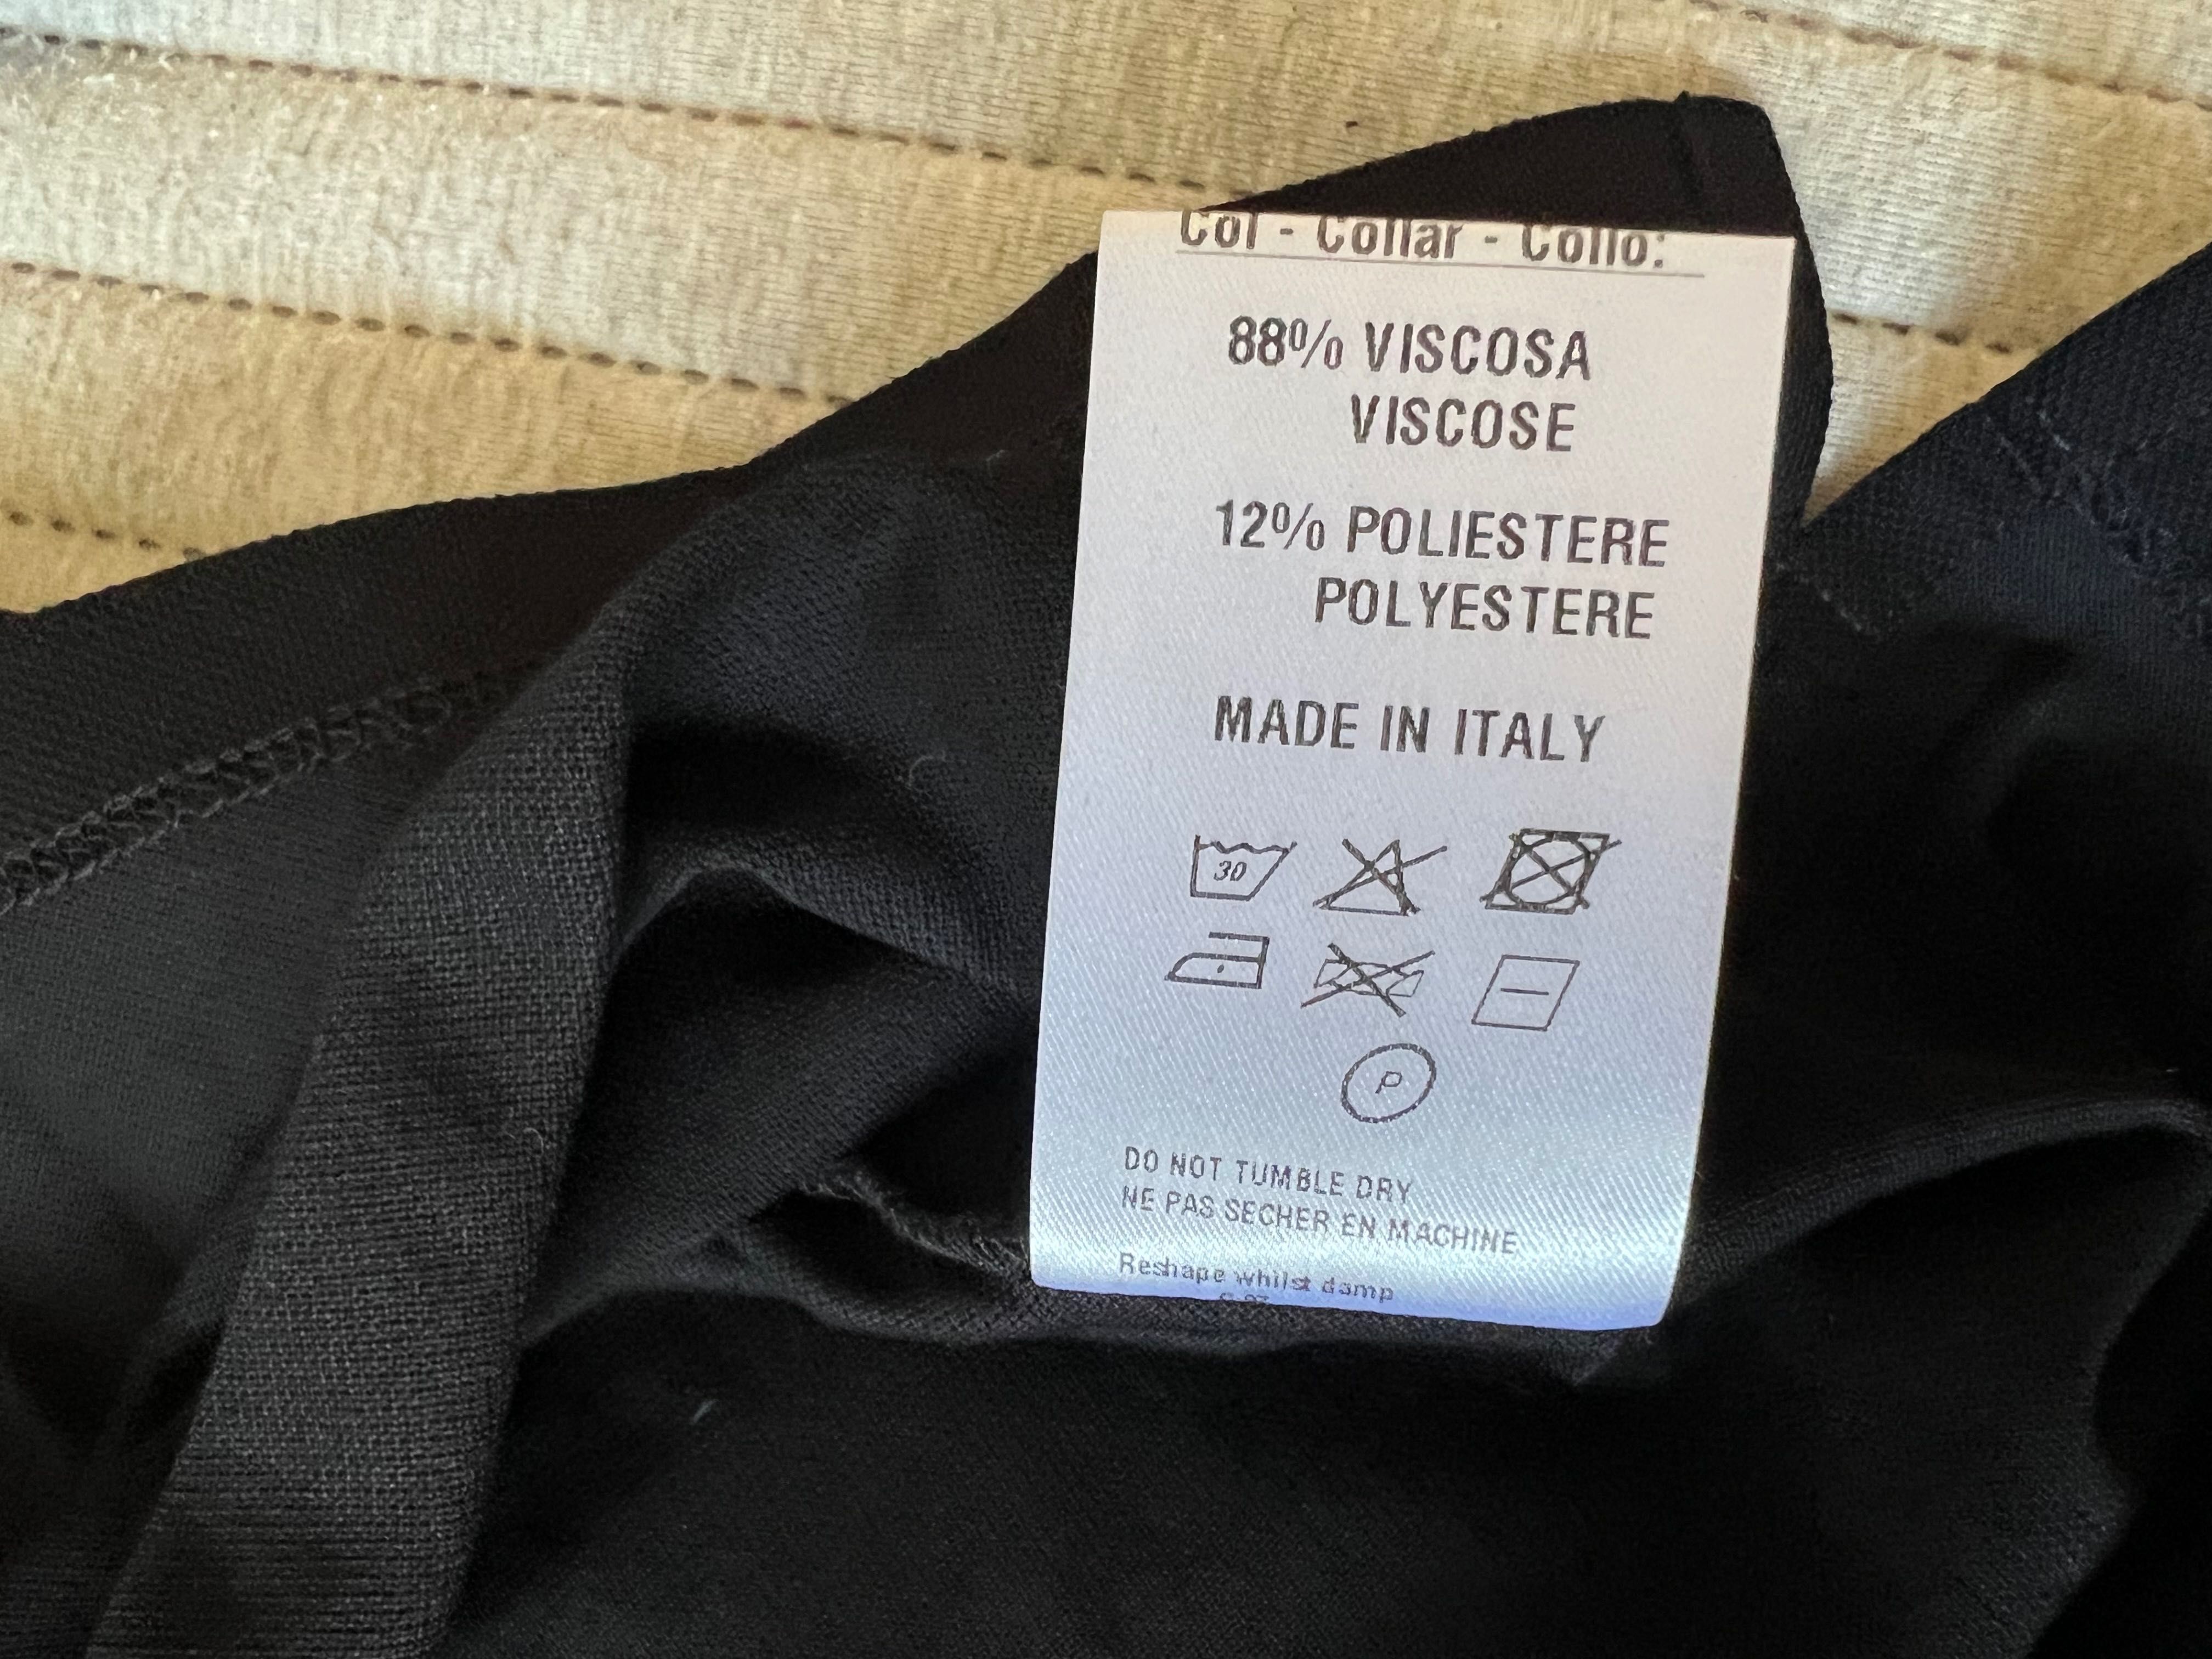 Col - Collar - Collo:
88% VISCOSA
VISCOSE
12% POLIESTERE
POLYESTERE
MADE IN ITALY
30
P
DO NOT TUMBLE DRY
NE PAS SECHER EN MACHINE
Reshape whilst damp